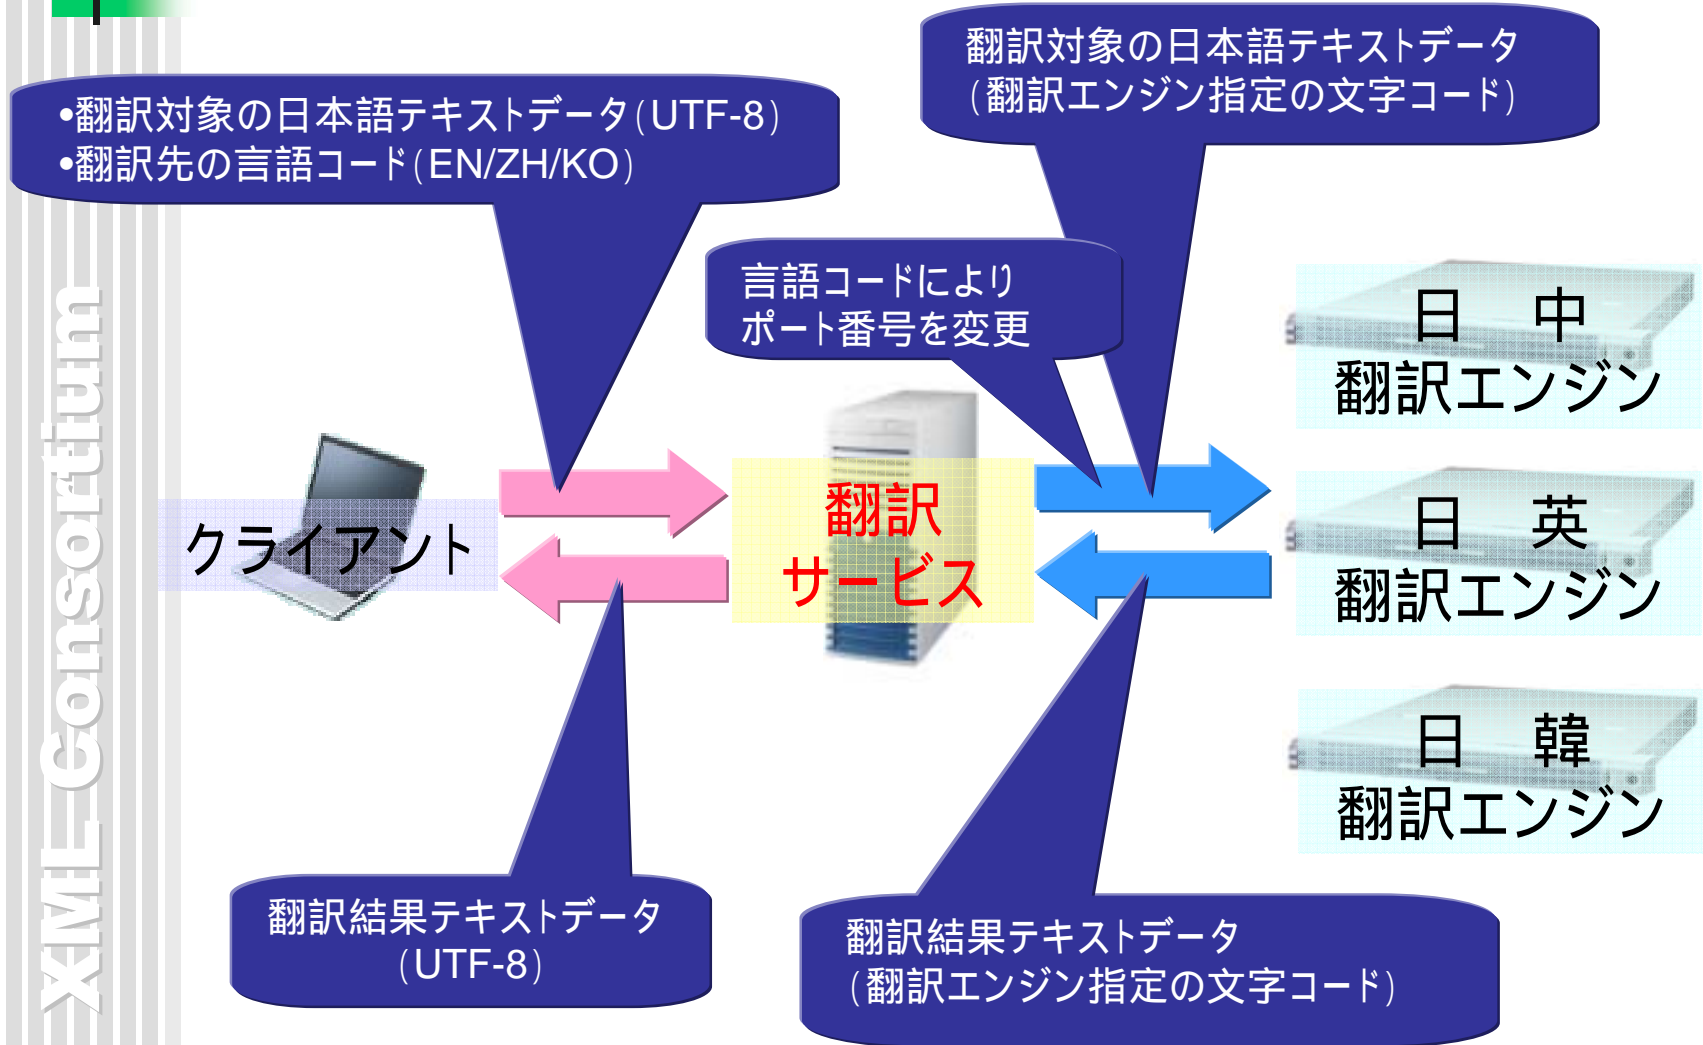 XML Consortium
翻訳対象の日本語テキストデータ
(翻訳エンジン指定の文字コード)
•翻訳対象の日本語テキストデータ(UTF-8)
•翻訳先の言語コード(EN/ZH/KO)
言語コードにより
ポート番号を変更
日 中
翻訳エンジン
クライアント
翻訳
サービス
日 英
翻訳エンジン
日 韓
翻訳エンジン
翻訳結果テキストデータ
(UTF-8)
翻訳結果テキストデータ
(翻訳エンジン指定の文字コード)